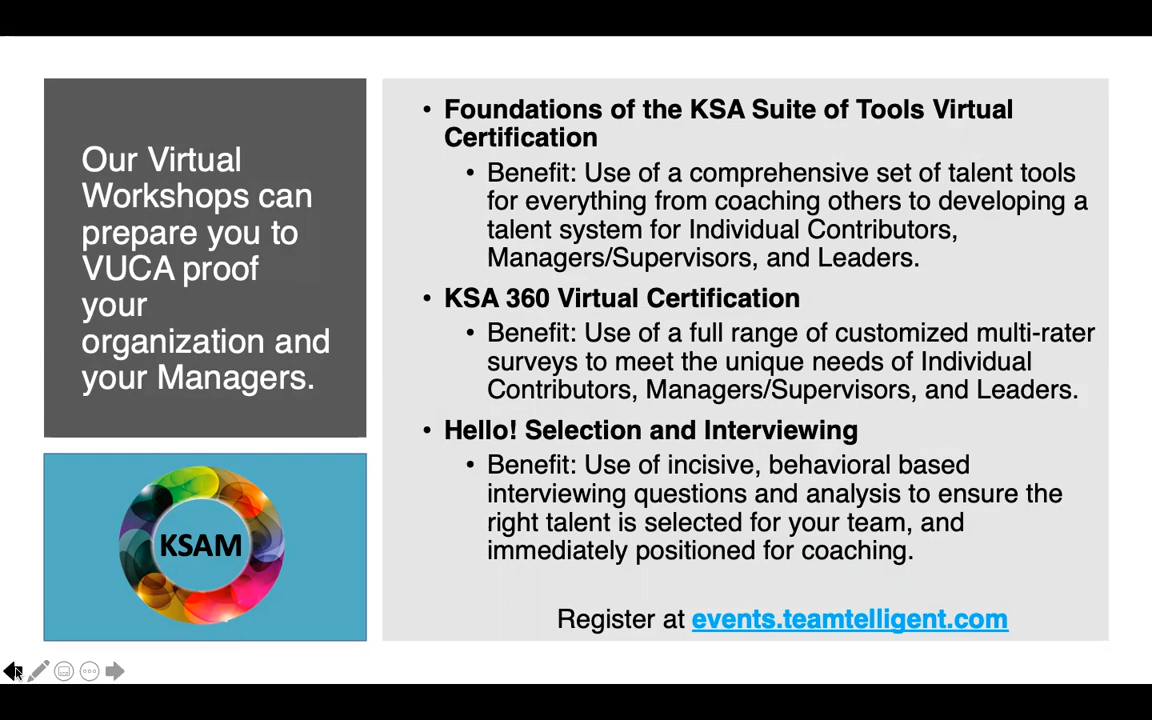 Our Virtual
Workshops can
prepare you to
VUCA proof
your
organization and
your Managers.
KSAM
• Foundations of the KSA Suite of Tools Virtual
Certification
• Benefit: Use of a comprehensive set of talent tools
for everything from coaching others to developing a
talent system for Individual Contributors,
Managers/Supervisors, and Leaders.
• KSA 360 Virtual Certification
• Benefit: Use of a full range of customized multi-rater
surveys to meet the unique needs of Individual
Contributors, Managers/Supervisors, and Leaders.
• Hello! Selection and Interviewing
• Benefit: Use of incisive, behavioral based
interviewing questions and analysis to ensure the
right talent is selected for your team, and
immediately positioned for coaching.
Register at events.teamtelligent.com